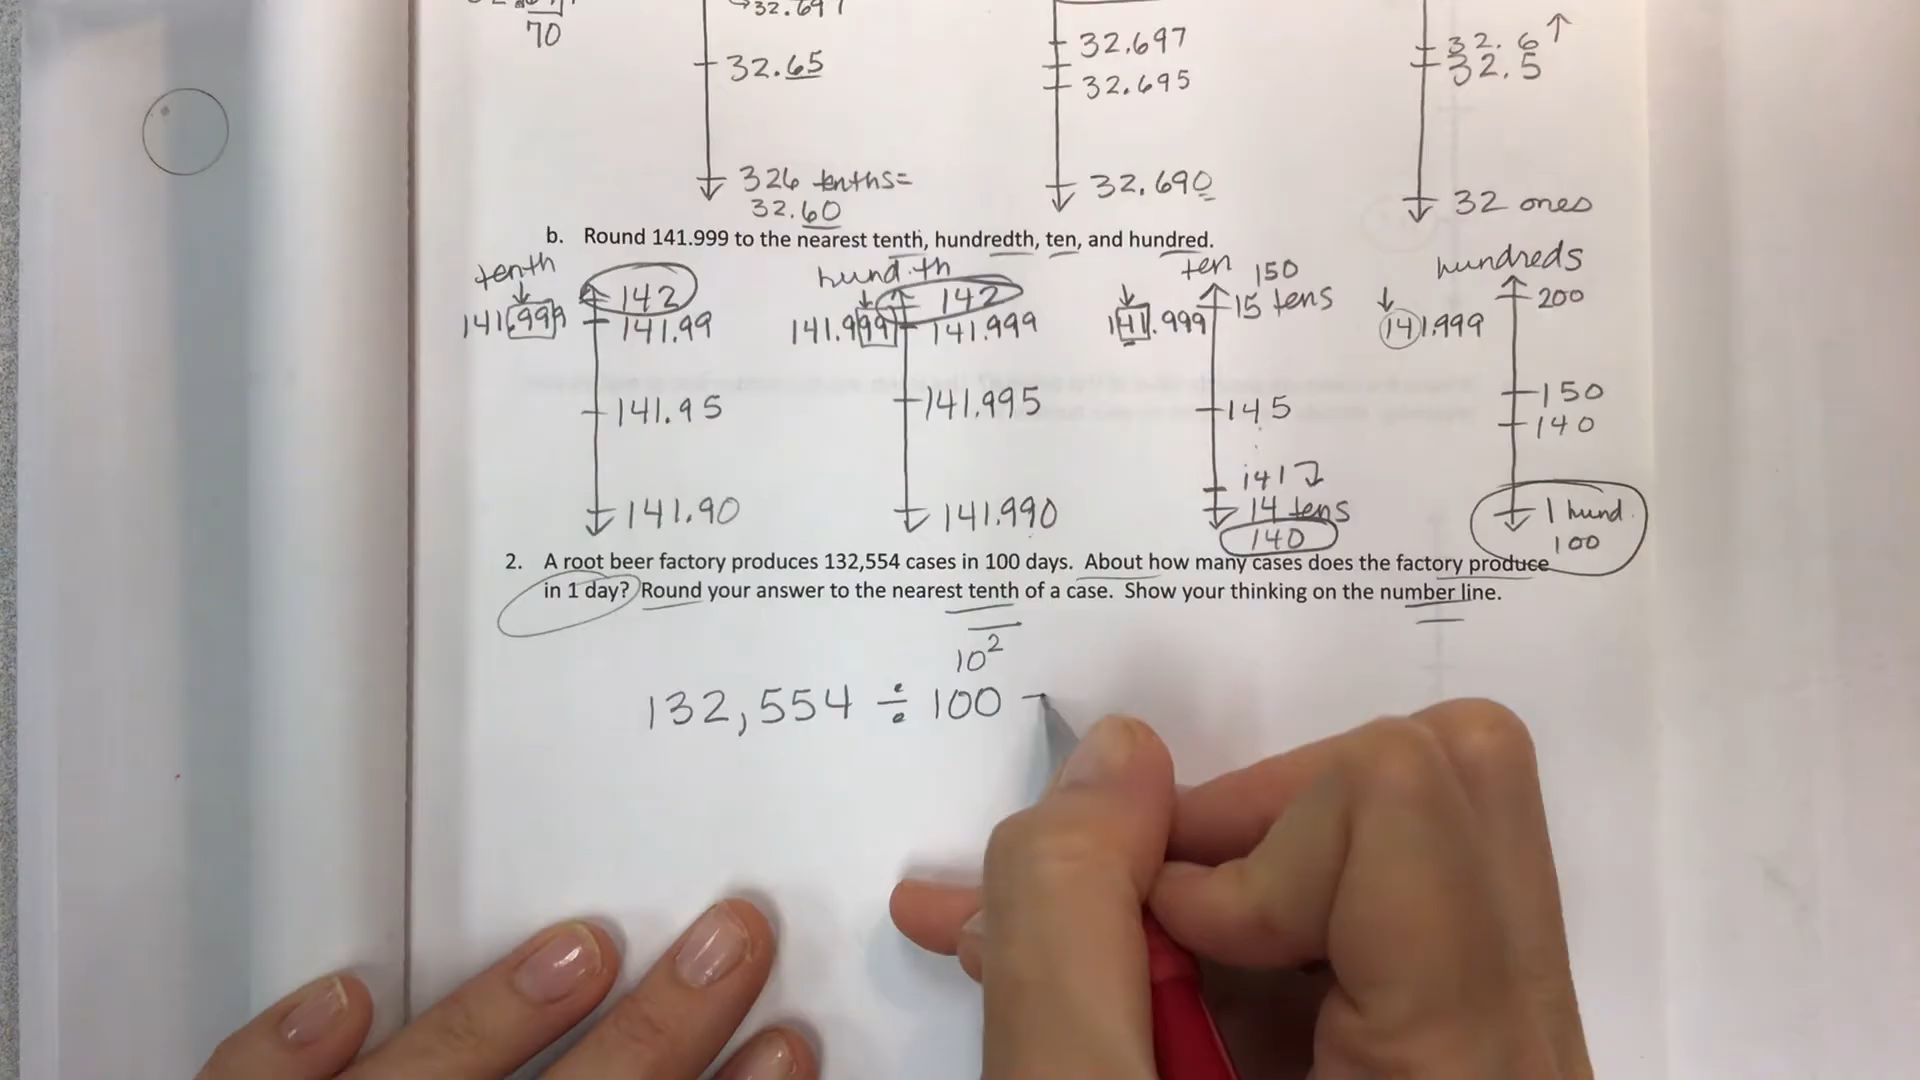 70
32.697
32.65
326 tenths=
32.60
32.697
32.695
32.690
32.6↑
32.5
32 ones
b. Round 141.999 to the nearest tenth, hundredth, ten, and hundred.
tenth
141.999
142
141.99
141.95
141.90
hund.th
141.999
142
141.999
141.995
141.990
ten
141.999
150
15 tens
145
141
14 tens
140
hundreds
141.999
200
150
140
1 hund.
100
2. A root beer factory produces 132,554 cases in 100 days. About how many cases does the factory produce
in 1 day? Round your answer to the nearest tenth of a case. Show your thinking on the number line.
10²
132,554 ÷ 100